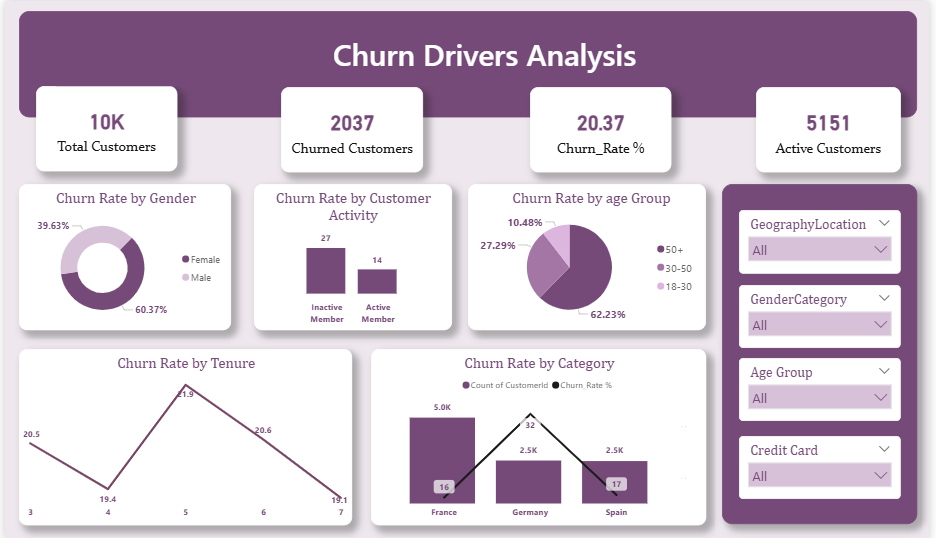 Churn Drivers Analysis
10K
Total Customers
2037
Churned Customers
20.37
Churn_Rate %
5151
Active Customers
Churn Rate by Gender
39.63%
60.37%
Female
Male
Churn Rate by Customer
Activity
27
14
Inactive
Member
Active
Member
Churn Rate by age Group
10.48%
27.29%
62.23%
50+
30-50
18-30
GeographyLocation
All
GenderCategory
All
Age Group
All
Credit Card
All
Churn Rate by Tenure
20.5
19.4
21.9
20.6
19.1
3
4
5
6
7
Churn Rate by Category
Count of CustomerId
Churn_Rate %
5.0K
2.5K
2.5K
16
32
17
France
Germany
Spain